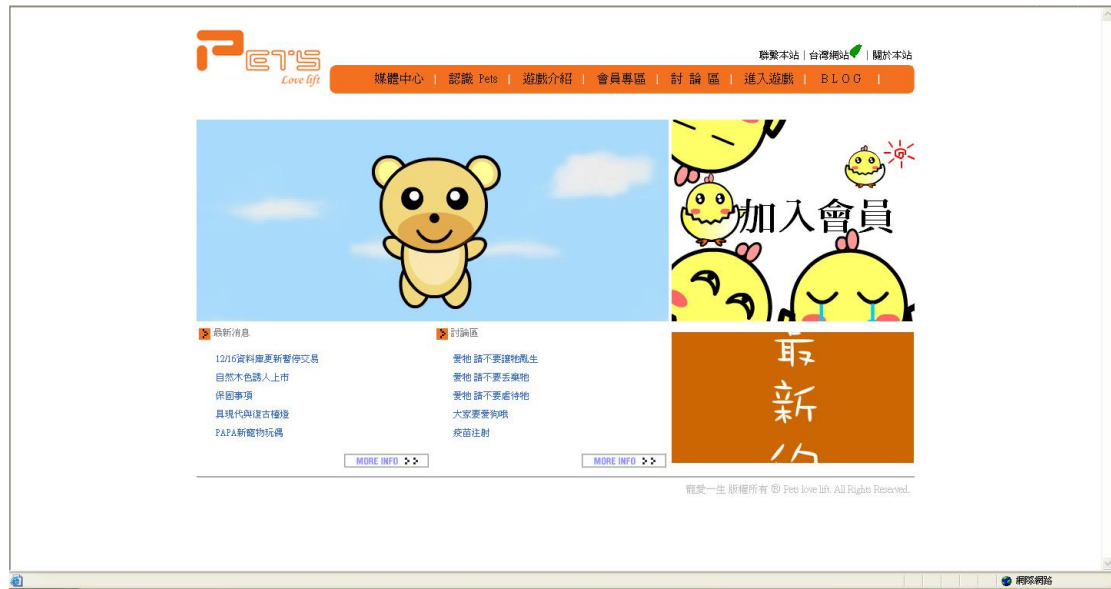 PET'S
Love lift
聯繫本站 | 台灣網站 | 關於本站
媒體中心 | 認識 Pets | 遊戲介紹 | 會員專區 | 討 論 區 | 進入遊戲 | BLOG |
加入會員
最新消息
12/16資料庫更新暫停交易
自然木色誘人上市
保固事項
具現代與復古檯燈
PAPA新寵物玩偶
MORE INFO
討論區
愛牠 請不要讓牠亂生
愛牠 請不要丟棄牠
愛牠 請不要虐待牠
大家要愛狗哦
疫苗注射
MORE INFO
最新
寵愛一生 版權所有 ® Pets love lift. All Rights Reserved.
網際網路